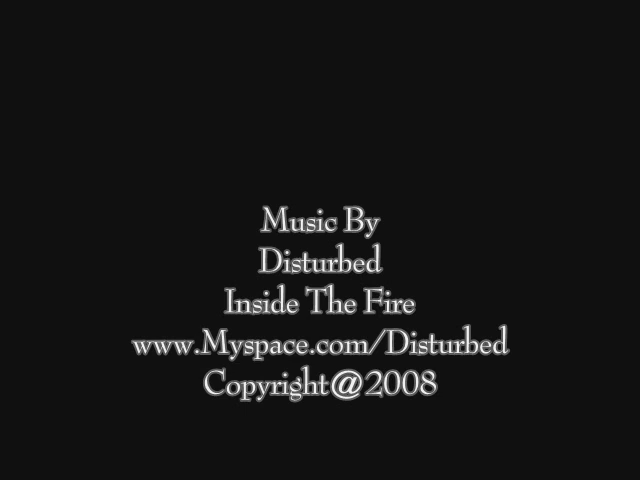 Music By
Disturbed
Inside The Fire
www.Myspace.com/Disturbed
Copyright@2008